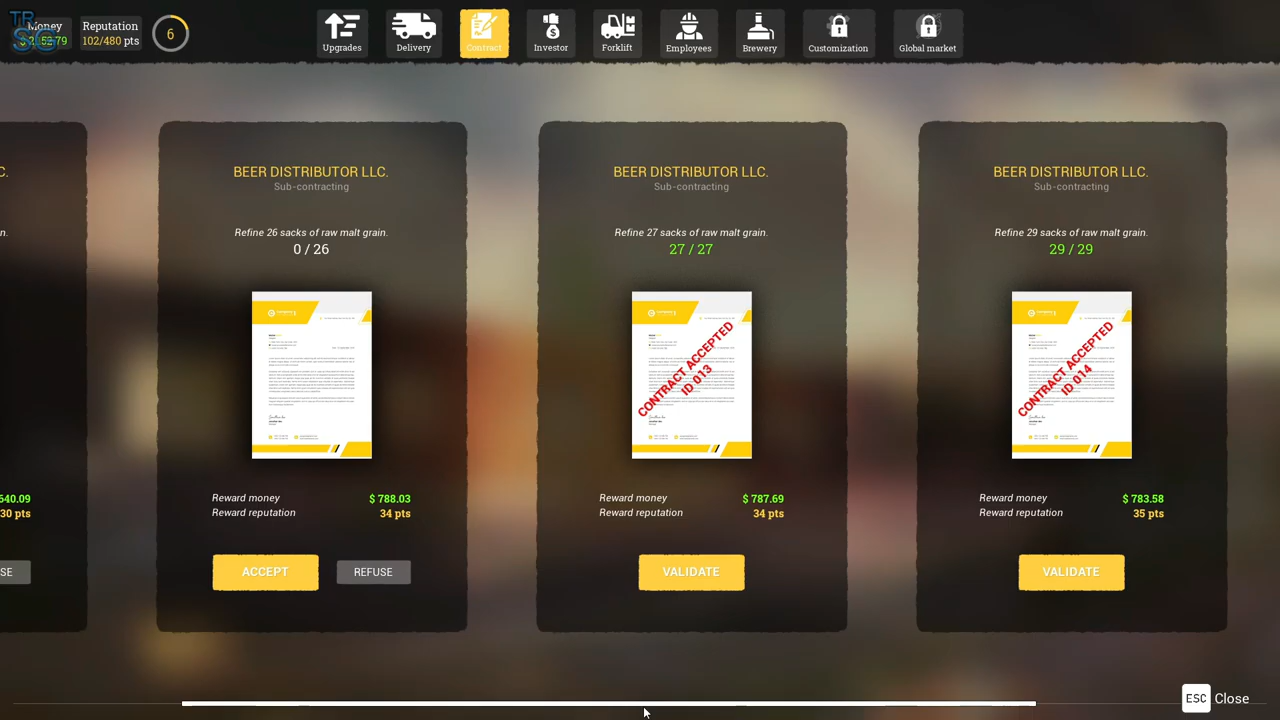 Money
Reputation
102/480 pts
6
Upgrades
Delivery
Contract
Investor
Forklift
Employees
Brewery
Customization
Global market
BEER DISTRIBUTOR LLC.
Sub-contracting
Refine 26 sacks of raw malt grain.
0 / 26
Reward money
$ 788.03
Reward reputation
34 pts
ACCEPT
REFUSE
BEER DISTRIBUTOR LLC.
Sub-contracting
Refine 27 sacks of raw malt grain.
27 / 27
CONTRACT ACCEPTED
ID 013
Reward money
$ 787.69
Reward reputation
34 pts
VALIDATE
BEER DISTRIBUTOR LLC.
Sub-contracting
Refine 29 sacks of raw malt grain.
29 / 29
CONTRACT ACCEPTED
ID 014
Reward money
$ 783.58
Reward reputation
35 pts
VALIDATE
640.09
30 pts
SE
ESC Close